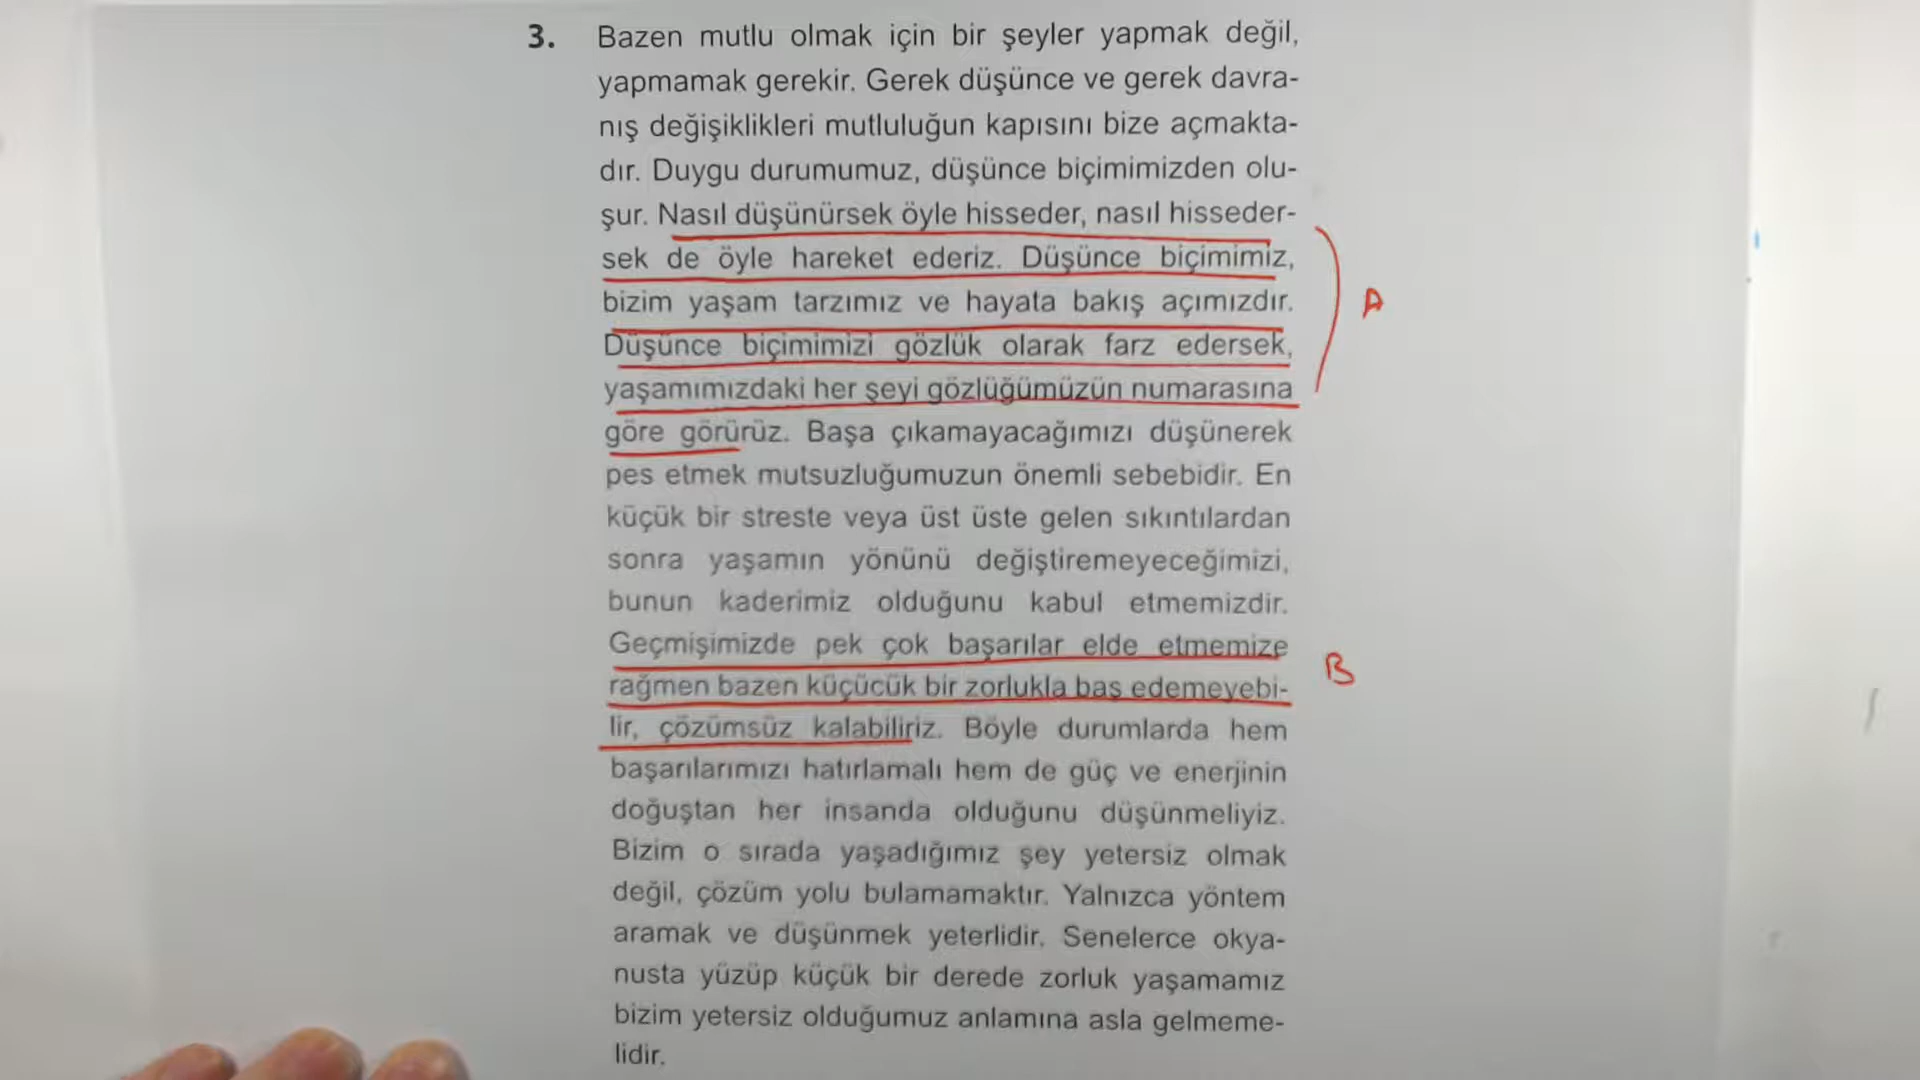 3. Bazen mutlu olmak için bir şeyler yapmak değil,
yapmamak gerekir. Gerek düşünce ve gerek davra-
nış değişiklikleri mutluluğun kapısını bize açmakta-
dır. Duygu durumumuz, düşünce biçimimizden olu-
şur. Nasıl düşünürsek öyle hisseder, nasıl hisseder-
sek de öyle hareket ederiz. Düşünce biçimimiz,
bizim yaşam tarzımız ve hayata bakış açımızdır.
A
Düşünce biçimimizi gözlük olarak farz edersek,
yaşamımızdaki her şeyi gözlüğümüzün numarasına
göre görürüz. Başa çıkamayacağımızı düşünerek
pes etmek mutsuzluğumuzun önemli sebebidir. En
küçük bir streste veya üst üste gelen sıkıntılardan
sonra yaşamın yönünü değiştiremeyeceğimizi,
bunun kaderimiz olduğunu kabul etmemizdir.
Geçmişimizde pek çok başarılar elde etmemize
B
rağmen bazen küçücük bir zorlukla baş edemeyebi-
lir, çözümsüz kalabiliriz. Böyle durumlarda hem
başarılarımızı hatırlamalı hem de güç ve enerjinin
doğuştan her insanda olduğunu düşünmeliyiz.
Bizim o sırada yaşadığımız şey yetersiz olmak
değil, çözüm yolu bulamamaktır. Yalnızca yöntem
aramak ve düşünmek yeterlidir. Senelerce okya-
nusta yüzüp küçük bir derede zorluk yaşamamız
bizim yetersiz olduğumuz anlamına asla gelmeme-
lidir.